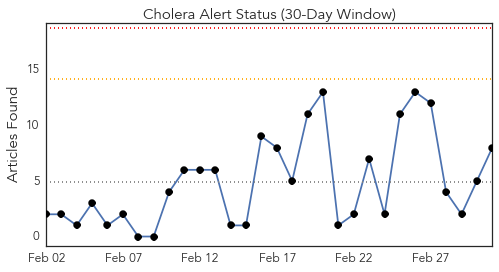 Cholera Alert Status (30-Day Window)
Articles Found
15
10
5
0
Feb 02 Feb 07 Feb 12 Feb 17 Feb 22 Feb 27